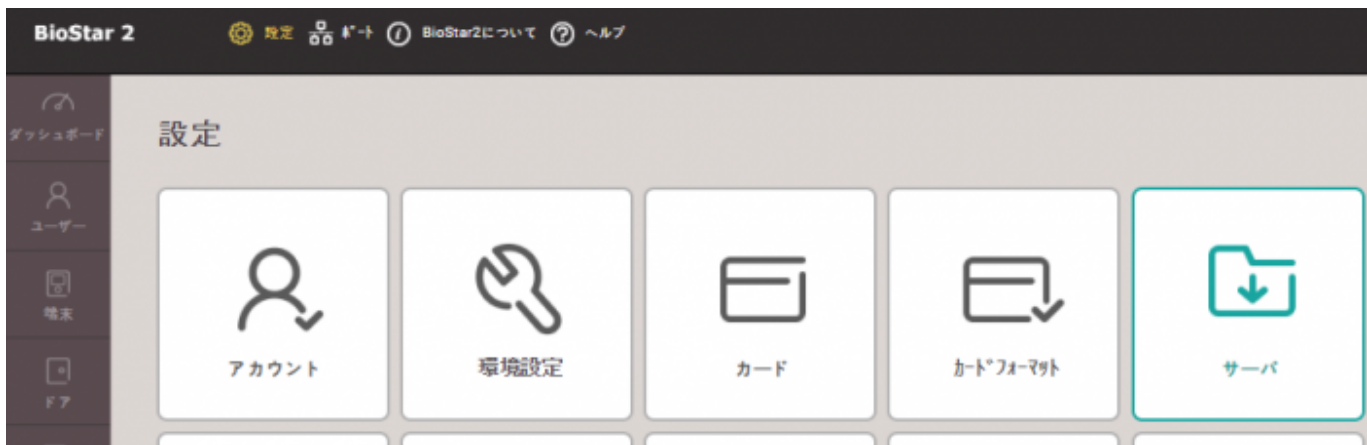 BioStar 2
設定 ﾎﾟｰﾄ BioStar2について ヘルプ
ダッシュボード
ユーザー
端末
ドア
設定
アカウント
環境設定
カード
ｶｰﾄﾞﾌｫｰﾏｯﾄ
サーバ